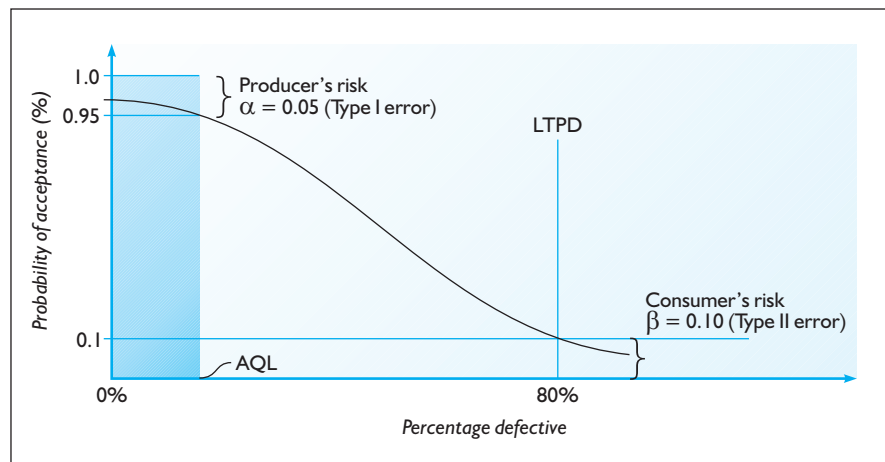 1.0
Producer's risk
α = 0.05 (Type I error)
0.95
LTPD
Probability of acceptance (%)
Consumer's risk
β = 0.10 (Type II error)
0.1
AQL
0%
80%
Percentage defective